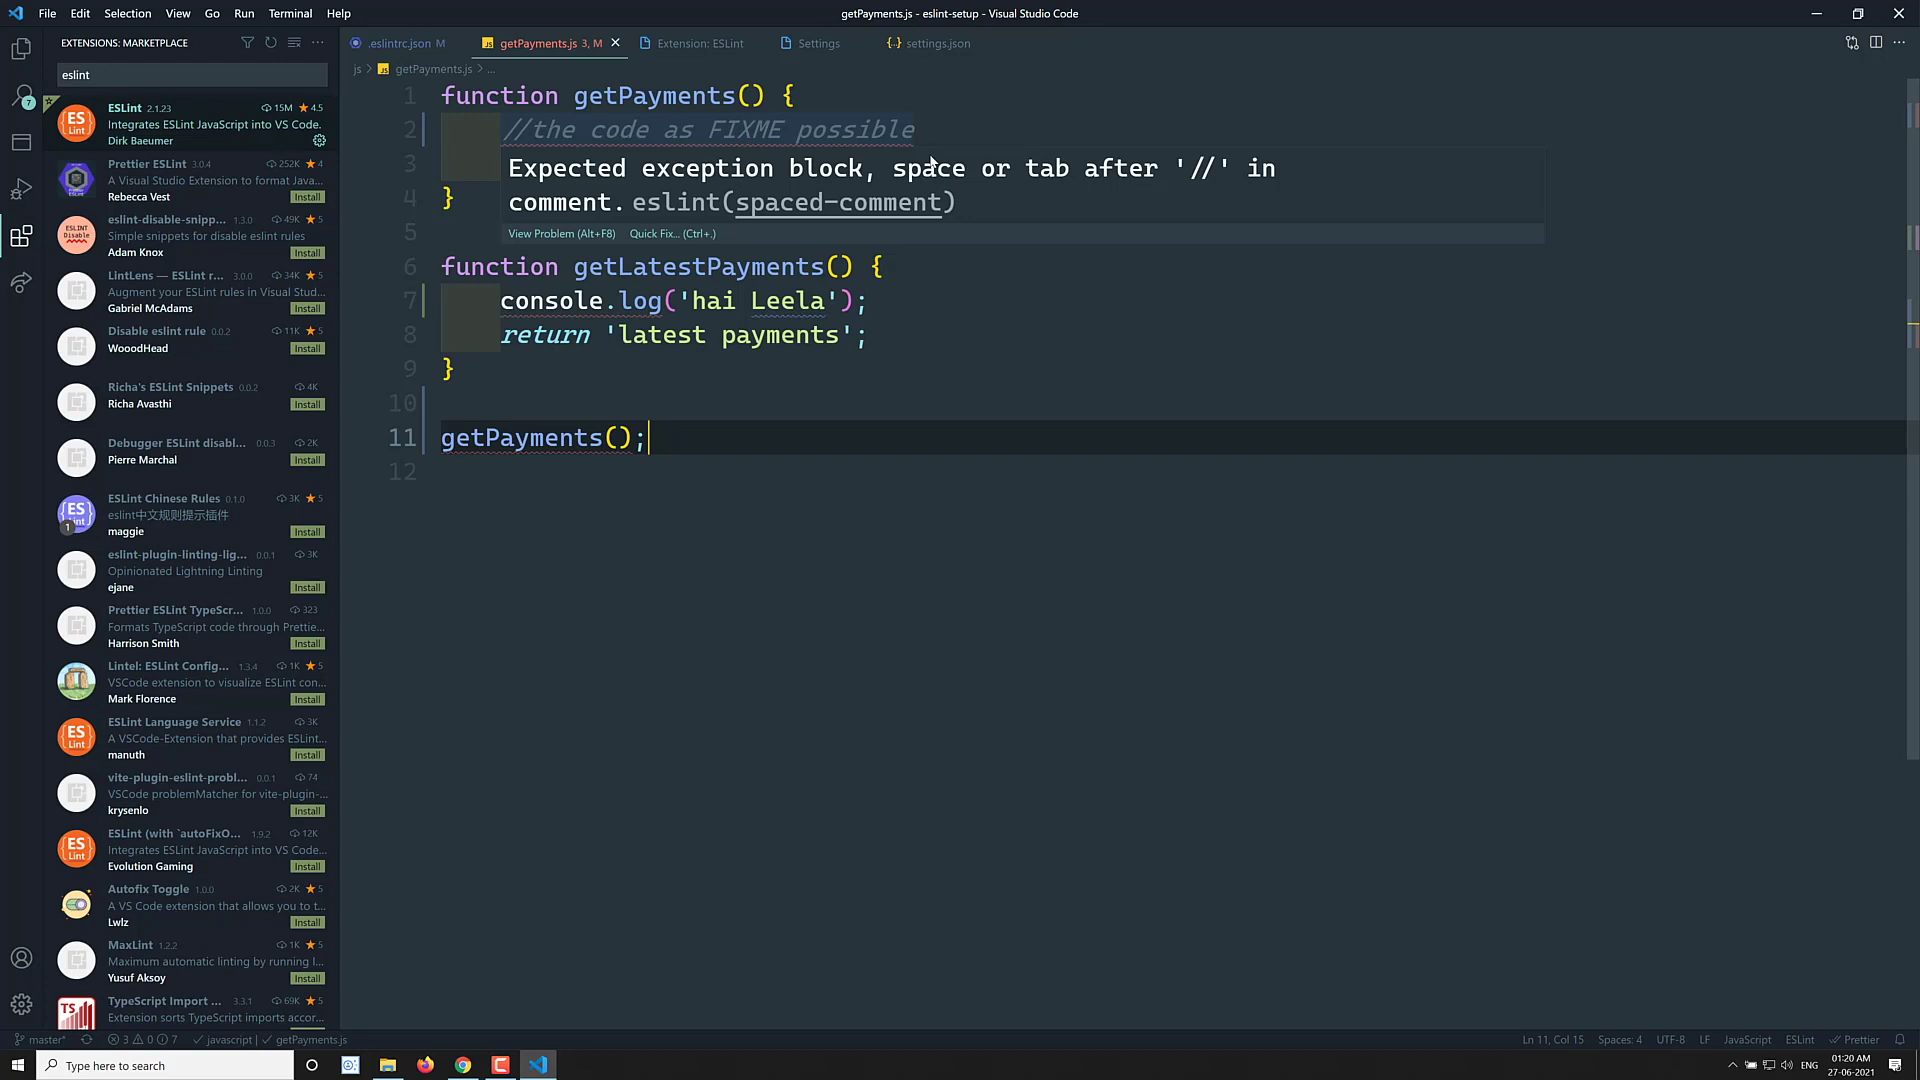 File Edit Selection View Go Run Terminal Help
getPayments.js - eslint-setup - Visual Studio Code
EXTENSIONS: MARKETPLACE
eslint
7
ESLint 2.1.23 15M 4.5
Integrates ESLint JavaScript into VS Code.
Dirk Baeumer
Prettier ESLint 3.0.4 252K 4
A Visual Studio Extension to format Java...
Rebecca Vest Install
eslint-disable-snipp... 1.3.0 49K 5
Simple snippets for disable eslint rules
Adam Knox Install
LintLens — ESLint r... 3.0.0 34K 5
Augment your ESLint rules in Visual Stud...
Gabriel McAdams Install
Disable eslint rule 0.0.2 11K 5
WooodHead Install
Richa's ESLint Snippets 0.0.2 4K
Richa Avasthi Install
Debugger ESLint disabl... 0.0.3 2K
Pierre Marchal Install
ESLint Chinese Rules 0.1.0 3K 5
eslint中文规则提示插件
maggie Install
1
eslint-plugin-linting-lig... 0.0.1 3K
Opinionated Lightning Linting
ejane Install
Prettier ESLint TypeScr... 1.0.0 323
Formats TypeScript code through Prettie...
Harrison Smith Install
Lintel: ESLint Config... 1.3.4 1K 5
VSCode extension to visualize ESLint con...
Mark Florence Install
ESLint Language Service 1.1.2 3K
A VSCode-Extension that provides ESLint...
manuth Install
vite-plugin-eslint-probl... 0.0.1 74
VSCode problemMatcher for vite-plugin-...
krysenlo Install
ESLint (with `autoFixO... 1.9.2 12K
Integrates ESLint JavaScript into VS Code...
Evolution Gaming Install
Autofix Toggle 1.0.0 2K 5
A VS Code extension that allows you to t...
Lwlz Install
MaxLint 1.2.2 1K 5
Maximum automatic linting by running l...
Yusuf Aksoy Install
TypeScript Import ... 3.3.1 69K 5
Extension sorts TypeScript imports accor...
.eslintrc.json M getPayments.js 3, M Extension: ESLint Settings settings.json
js > getPayments.js > ...
1 function getPayments() {
2 //the code as FIXME possible
3
4 }
5
Expected exception block, space or tab after '//' in
comment. eslint(spaced-comment)
View Problem (Alt+F8) Quick Fix... (Ctrl+.)
6 function getLatestPayments() {
7 console.log('hai Leela');
8 return 'latest payments';
9 }
10
11 getPayments();
12
master* 3 0 7 javascript | getPayments.js
Ln 11, Col 15 Spaces: 4 UTF-8 LF JavaScript ESLint Prettier
Type here to search
ENG
01:20 AM
27-06-2021